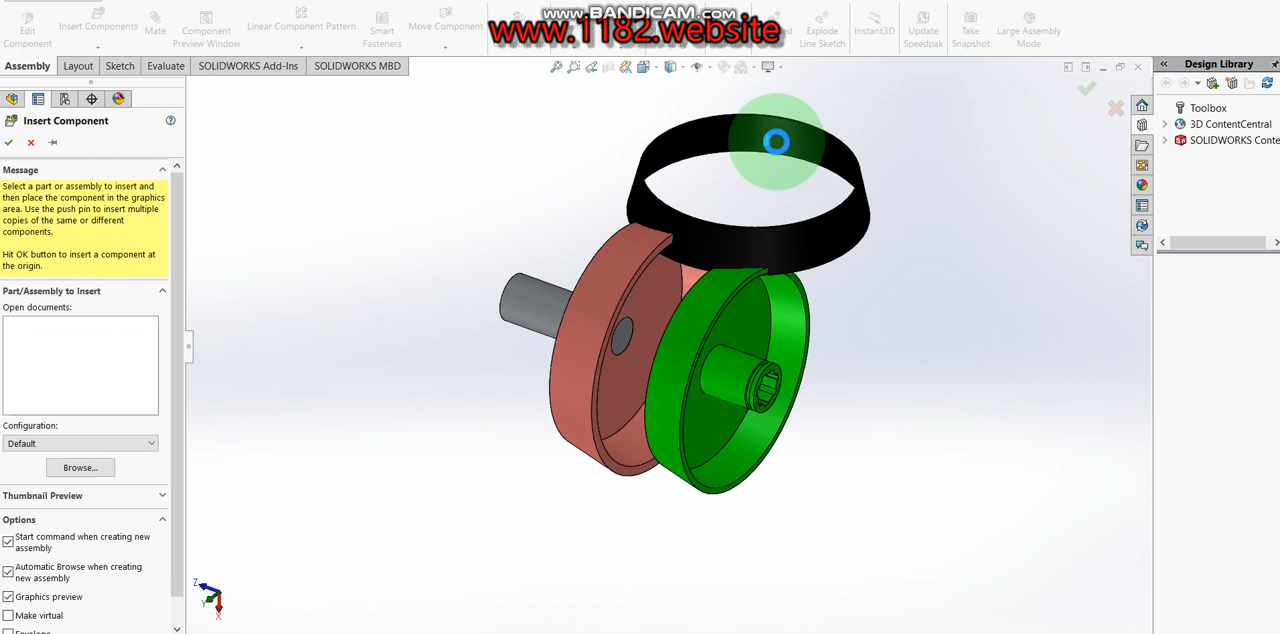 www.BANDICAM.com
www.1182.website
Edit
Component
Insert Components
Mate
Component
Preview Window
Linear Component Pattern
Smart
Fasteners
Move Component
Explode
Line Sketch
Instant3D
Update
Speedpak
Take
Snapshot
Large Assembly
Mode
Assembly
Layout
Sketch
Evaluate
SOLIDWORKS Add-Ins
SOLIDWORKS MBD
Insert Component
Message
Select a part or assembly to insert and
then place the component in the graphics
area. Use the push pin to insert multiple
copies of the same or different
components.
Hit OK button to insert a component at
the origin.
Part/Assembly to Insert
Open documents:
Configuration:
Default
Browse...
Thumbnail Preview
Options
Start command when creating new
assembly
Automatic Browse when creating
new assembly
Graphics preview
Make virtual
Envelope
Z
Y
X
Design Library
Toolbox
3D ContentCentral
SOLIDWORKS Conte